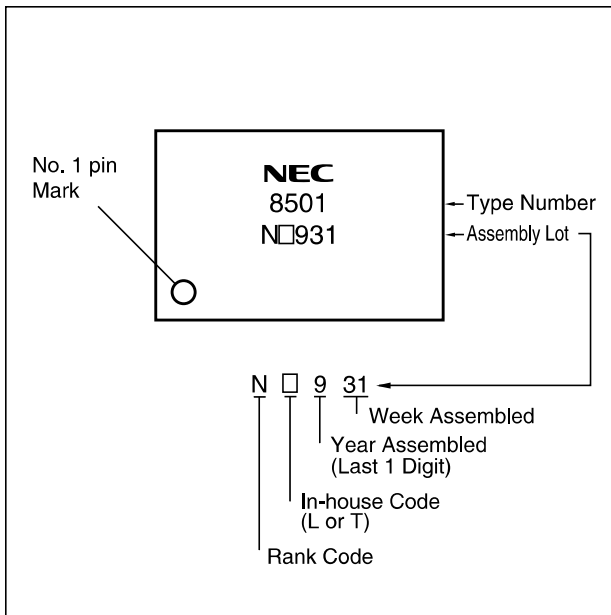 No. 1 pin
Mark
NEC
8501
N□931
Type Number
Assembly Lot
N □ 9 31
Week Assembled
Year Assembled
(Last 1 Digit)
In-house Code
(L or T)
Rank Code